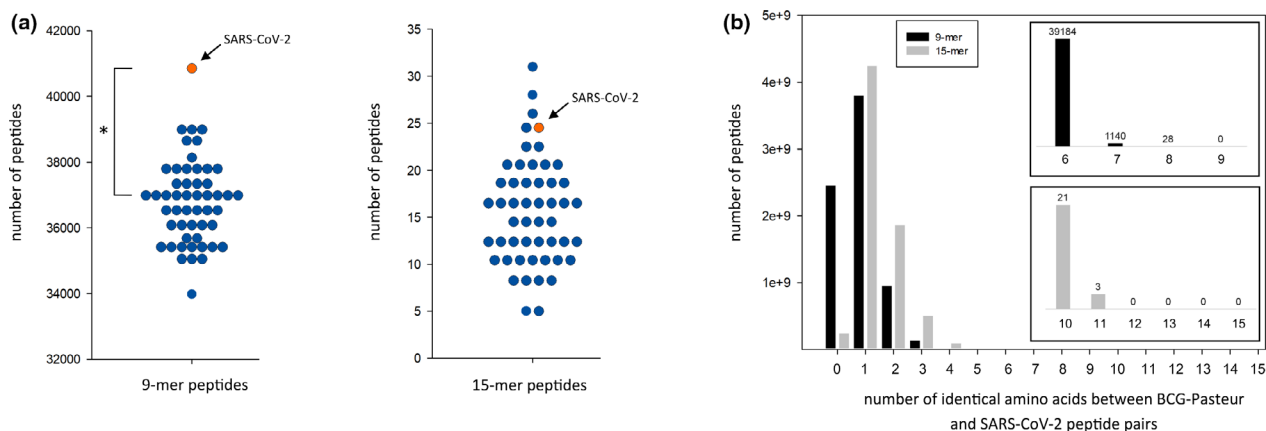 (a)
number of peptides
42000
40000
38000
36000
34000
32000
*
SARS-CoV-2
9-mer peptides
number of peptides
35
30
25
20
15
10
5
0
SARS-CoV-2
15-mer peptides
(b)
number of peptides
5e+9
4e+9
3e+9
2e+9
1e+9
9-mer
15-mer
39184
1140
28
0
6 7 8 9
21
3
0 0 0 0
10 11 12 13 14 15
0 1 2 3 4 5 6 7 8 9 10 11 12 13 14 15
number of identical amino acids between BCG-Pasteur
and SARS-CoV-2 peptide pairs